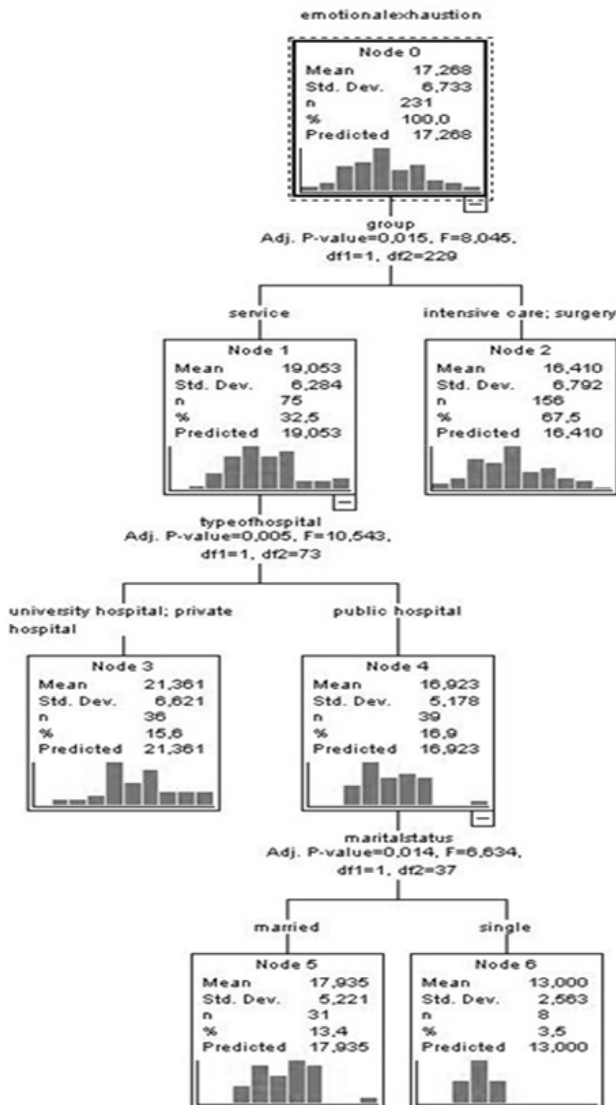 emotionalexhaustion
Node 0
Mean 17,268
Std. Dev. 6,733
n 231
% 100,0
Predicted 17,268
group
Adj. P-value=0,015, F=8,045,
df1=1, df2=229
service
intensive care; surgery
Node 1
Mean 19,053
Std. Dev. 6,284
n 75
% 32,5
Predicted 19,053
Node 2
Mean 16,410
Std. Dev. 6,792
n 156
% 67,5
Predicted 16,410
typeofhospital
Adj. P-value=0,005, F=10,543,
df1=1, df2=73
university hospital; private
hospital
public hospital
Node 3
Mean 21,361
Std. Dev. 6,621
n 36
% 15,6
Predicted 21,361
Node 4
Mean 16,923
Std. Dev. 5,178
n 39
% 16,9
Predicted 16,923
maritalstatus
Adj. P-value=0,014, F=6,634,
df1=1, df2=37
married
single
Node 5
Mean 17,935
Std. Dev. 5,221
n 31
% 13,4
Predicted 17,935
Node 6
Mean 13,000
Std. Dev. 2,563
n 8
% 3,5
Predicted 13,000